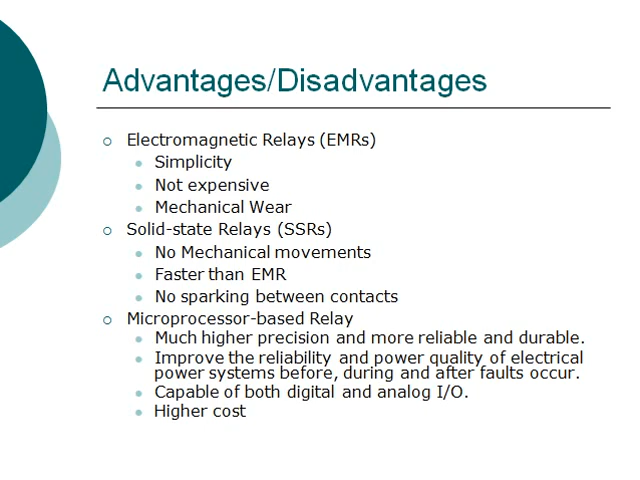 Advantages/Disadvantages
Electromagnetic Relays (EMRs)
Simplicity
Not expensive
Mechanical Wear
Solid-state Relays (SSRs)
No Mechanical movements
Faster than EMR
No sparking between contacts
Microprocessor-based Relay
Much higher precision and more reliable and durable.
Improve the reliability and power quality of electrical
power systems before, during and after faults occur.
Capable of both digital and analog I/O.
Higher cost